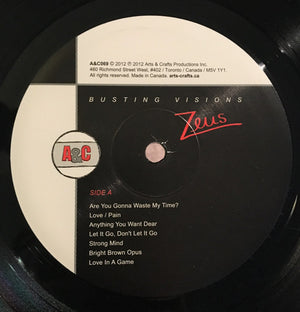 A&C069 © 2012 ℗ 2012 Arts & Crafts Productions Inc.
460 Richmond Street West, #402 / Toronto / Canada / M5V 1Y1.
All rights reserved. Made in Canada. arts-crafts.ca
BUSTING VISIONS
Zeus
A&C
SIDE A
Are You Gonna Waste My Time?
Love / Pain
Anything You Want Dear
Let It Go, Don't Let It Go
Strong Mind
Bright Brown Opus
Love In A Game